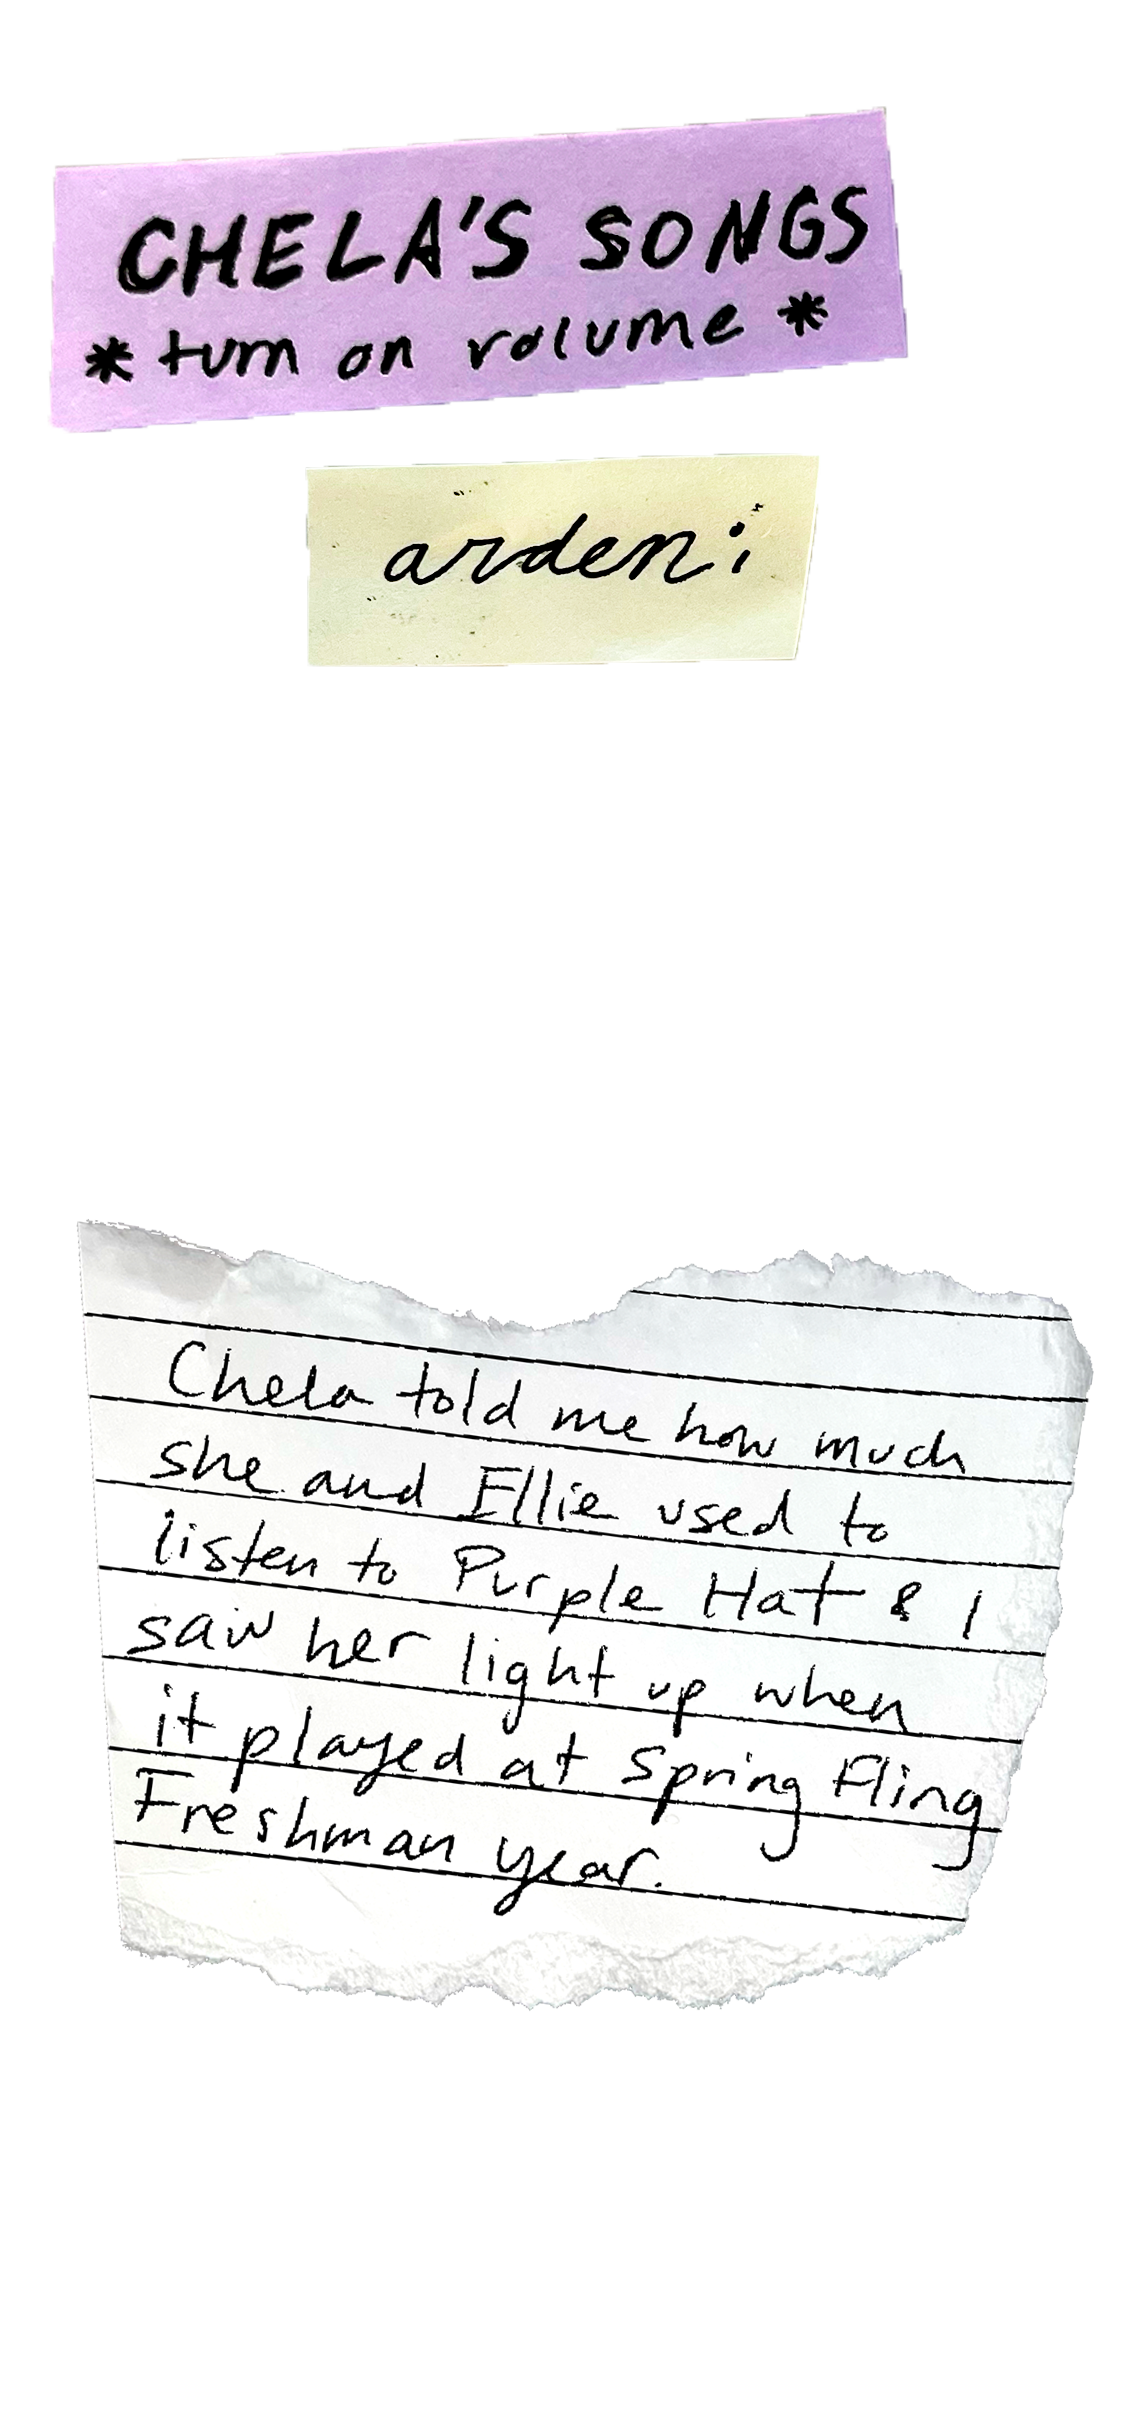 CHELA'S SONGS
* turn on volume *
arden:
Chela told me how much
she and Ellie used to
listen to Purple Hat & I
saw her light up when
it played at Spring Fling
Freshman year.